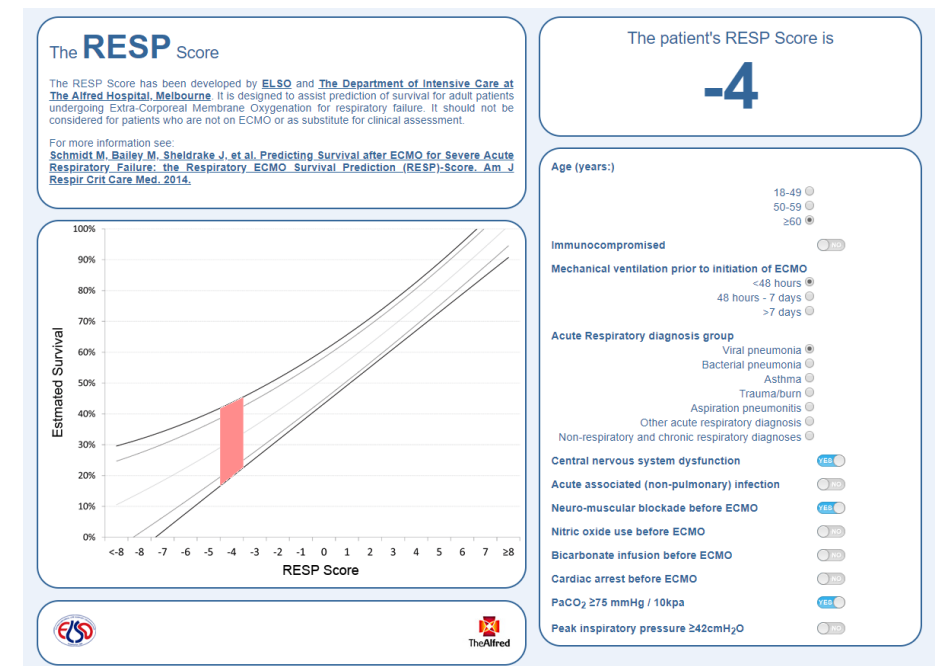 The RESP Score
The RESP Score has been developed by ELSO and The Department of Intensive Care at
The Alfred Hospital, Melbourne. It is designed to assist prediction of survival for adult patients
undergoing Extra-Corporeal Membrane Oxygenation for respiratory failure. It should not be
considered for patients who are not on ECMO or as substitute for clinical assessment.
For more information see:
Schmidt M, Bailey M, Sheldrake J, et al. Predicting Survival after ECMO for Severe Acute
Respiratory Failure: the Respiratory ECMO Survival Prediction (RESP)-Score. Am J
Respir Crit Care Med. 2014.
100%
90%
80%
70%
60%
50%
40%
30%
20%
10%
0%
Estmated Survival
<-8 -8 -7 -6 -5 -4 -3 -2 -1 0 1 2 3 4 5 6 7 ≥8
RESP Score
ELSO
TheAlfred
The patient's RESP Score is
-4
Age (years:)
18-49
50-59
≥60
Immunocompromised NO
Mechanical ventilation prior to initiation of ECMO
<48 hours
48 hours - 7 days
>7 days
Acute Respiratory diagnosis group
Viral pneumonia
Bacterial pneumonia
Asthma
Trauma/burn
Aspiration pneumonitis
Other acute respiratory diagnosis
Non-respiratory and chronic respiratory diagnoses
Central nervous system dysfunction YES
Acute associated (non-pulmonary) infection NO
Neuro-muscular blockade before ECMO YES
Nitric oxide use before ECMO NO
Bicarbonate infusion before ECMO NO
Cardiac arrest before ECMO NO
PaCO₂ ≥75 mmHg / 10kpa YES
Peak inspiratory pressure ≥42cmH₂O NO